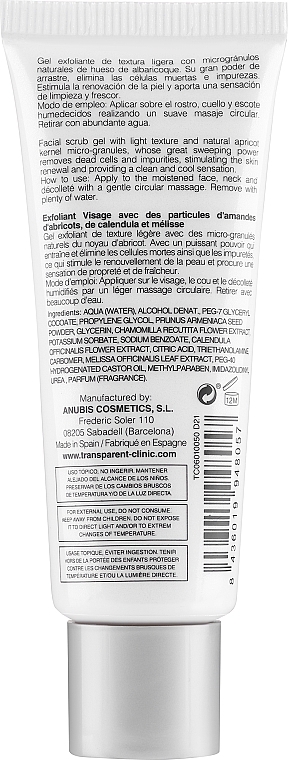 Gel exfoliante de textura ligera con microgránulos
naturales de hueso de albaricoque. Su gran poder de
arrastre, elimina las células muertas e impurezas.
Estimula la renovación de la piel y aporta una sensación
de limpieza y frescor.
Modo de empleo: Aplicar sobre el rostro, cuello y escote
humedecidos realizando un suave masaje circular.
Retirar con abundante agua.
Facial scrub gel with light texture and natural apricot
kernel micro-granules, whose great sweeping power
removes dead cells and impurities, stimulating the skin
renewal and providing a clean and cool sensation.
How to use: Apply to the moistened face, neck and
décolleté with a gentle circular massage. Remove with
plenty of water.
Exfoliant Visage avec des particules d'amandes
d'abricots, de calendula et mélisse
Gel exfoliant de texture légère avec des micro-granules
naturels du noyau d'abricot. Avec un puissant pouvoir qui
entraîne et élimine les cellules mortes ainsi que les impuretés,
ce qui stimule le renouvellement de la peau et procure une
sensation de propreté et de fraîcheur.
Mode d'emploi: Appliquer sur le visage, le cou et le décolleté
humidifiés par un léger massage circulaire. Retirer avec
beaucoup d'eau.
Ingredients: AQUA (WATER), ALCOHOL DENAT., PEG-7 GLYCERYL
COCOATE, PROPYLENE GLYCOL, PRUNUS ARMENIACA SEED
POWDER, GLYCERIN, CHAMOMILLA RECUTITA FLOWER EXTRACT,
POTASSIUM SORBATE, SODIUM BENZOATE, CALENDULA
OFFICINALIS FLOWER EXTRACT, CITRIC ACID, TRIETHANOLAMINE,
CARBOMER, MELISSA OFFICINALIS LEAF EXTRACT, PEG-40
HYDROGENATED CASTOR OIL, METHYLPARABEN, IMIDAZOLIDINYL
UREA, PARFUM (FRAGRANCE).
Manufactured by:
ANUBIS COSMETICS, S.L.
Frederic Soler 110
08205 Sabadell (Barcelona)
Made in Spain / Fabriqué en Espagne
www.transparent-clinic.com
12M
TC06010050 D21
8 436019 948057
USO TÓPICO, NO INGERIR, MANTENER
ALEJADO DEL ALCANCE DE LOS NIÑOS.
PRESERVAR DE LOS CAMBIOS BRUSCOS
DE TEMPERATURA YO DE LA LUZ DIRECTA.
FOR EXTERNAL USE, DO NOT CONSUME.
KEEP AWAY FROM CHILDREN. DO NOT EXPOSE
IT TO DIRECT LIGHT AND/OR TO EXTREM
CHANGES OF TEMPERATURE.
USAGE TOPIQUE, ÉVITER INGESTION, TENIR
HORS DE LA PORTÉE DES ENFANTS PROTÉGER
CONTRE LES CHANGEMENTS BRUSQUES DE
TEMPÉRATURE ET/OU LA LUMIÈRE DIRECTE.